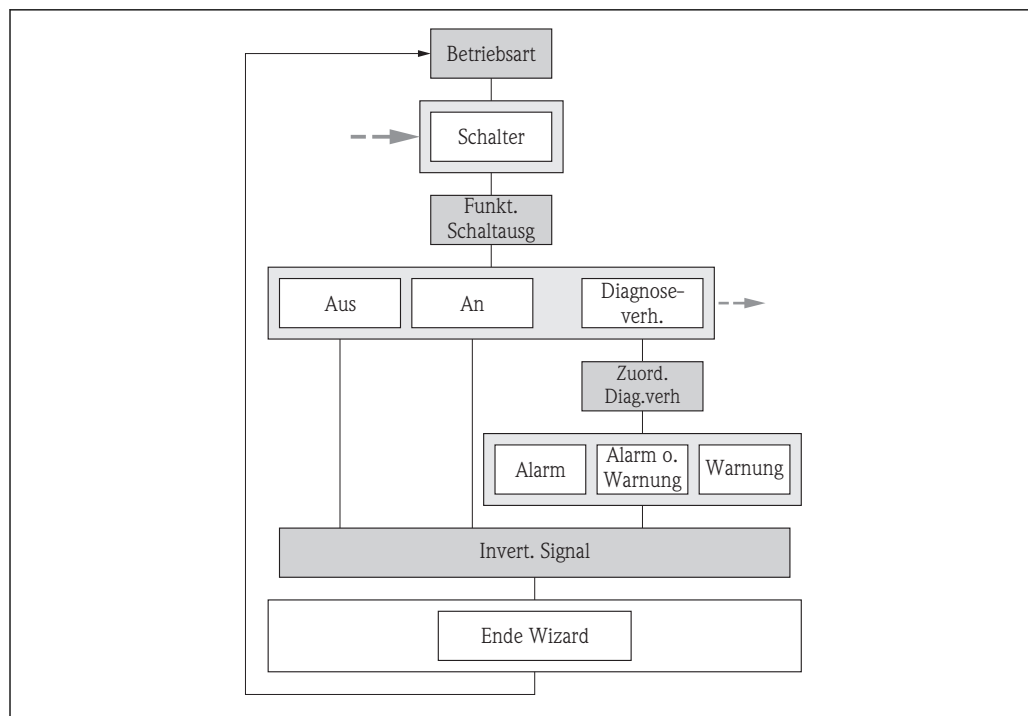 Betriebsart
Schalter
Funkt.
Schaltausg
Aus
An
Diagnose-
verh.
Zuord.
Diag.verh
Alarm
Alarm o.
Warnung
Warnung
Invert. Signal
Ende Wizard